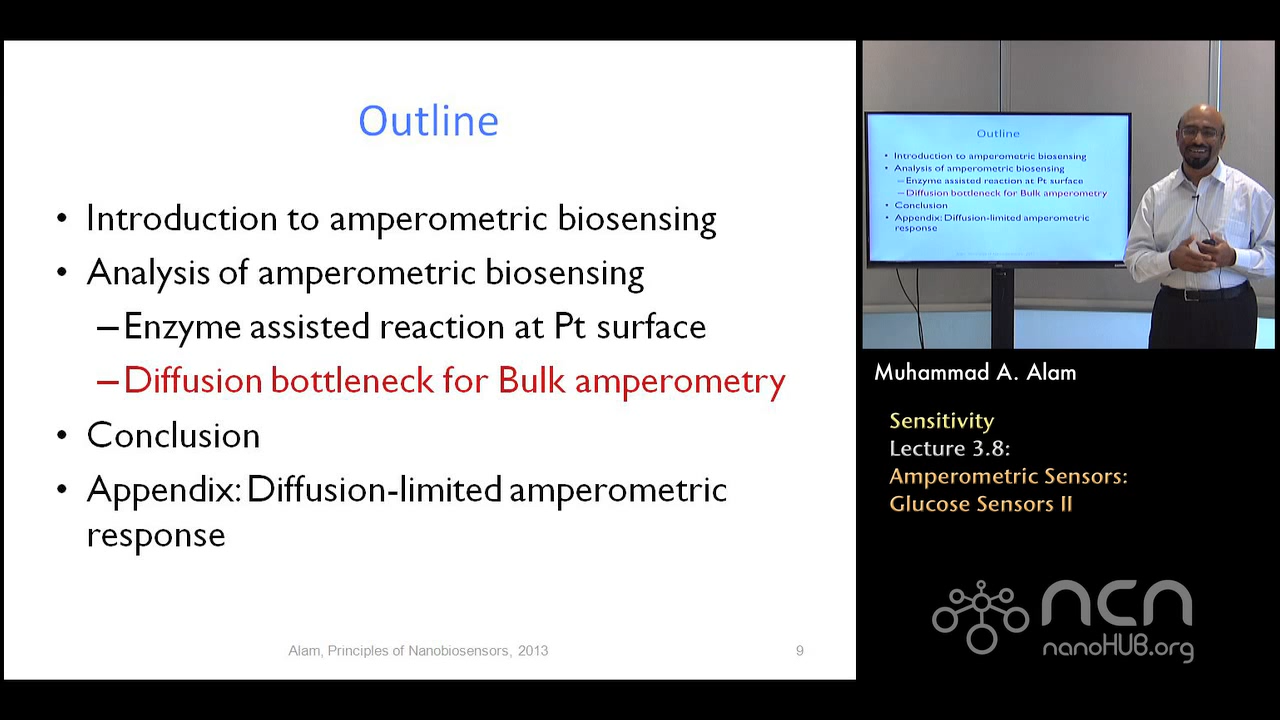 Outline
• Introduction to amperometric biosensing
• Analysis of amperometric biosensing
–Enzyme assisted reaction at Pt surface
–Diffusion bottleneck for Bulk amperometry
• Conclusion
• Appendix: Diffusion-limited amperometric
response
Alam, Principles of Nanobiosensors, 2013
9
Outline
• Introduction to amperometric biosensing
• Analysis of amperometric biosensing
–Enzyme assisted reaction at Pt surface
–Diffusion bottleneck for Bulk amperometry
• Conclusion
• Appendix: Diffusion-limited amperometric
response
Muhammad A. Alam
Sensitivity
Lecture 3.8:
Amperometric Sensors:
Glucose Sensors II
ncn
nanoHUB.org